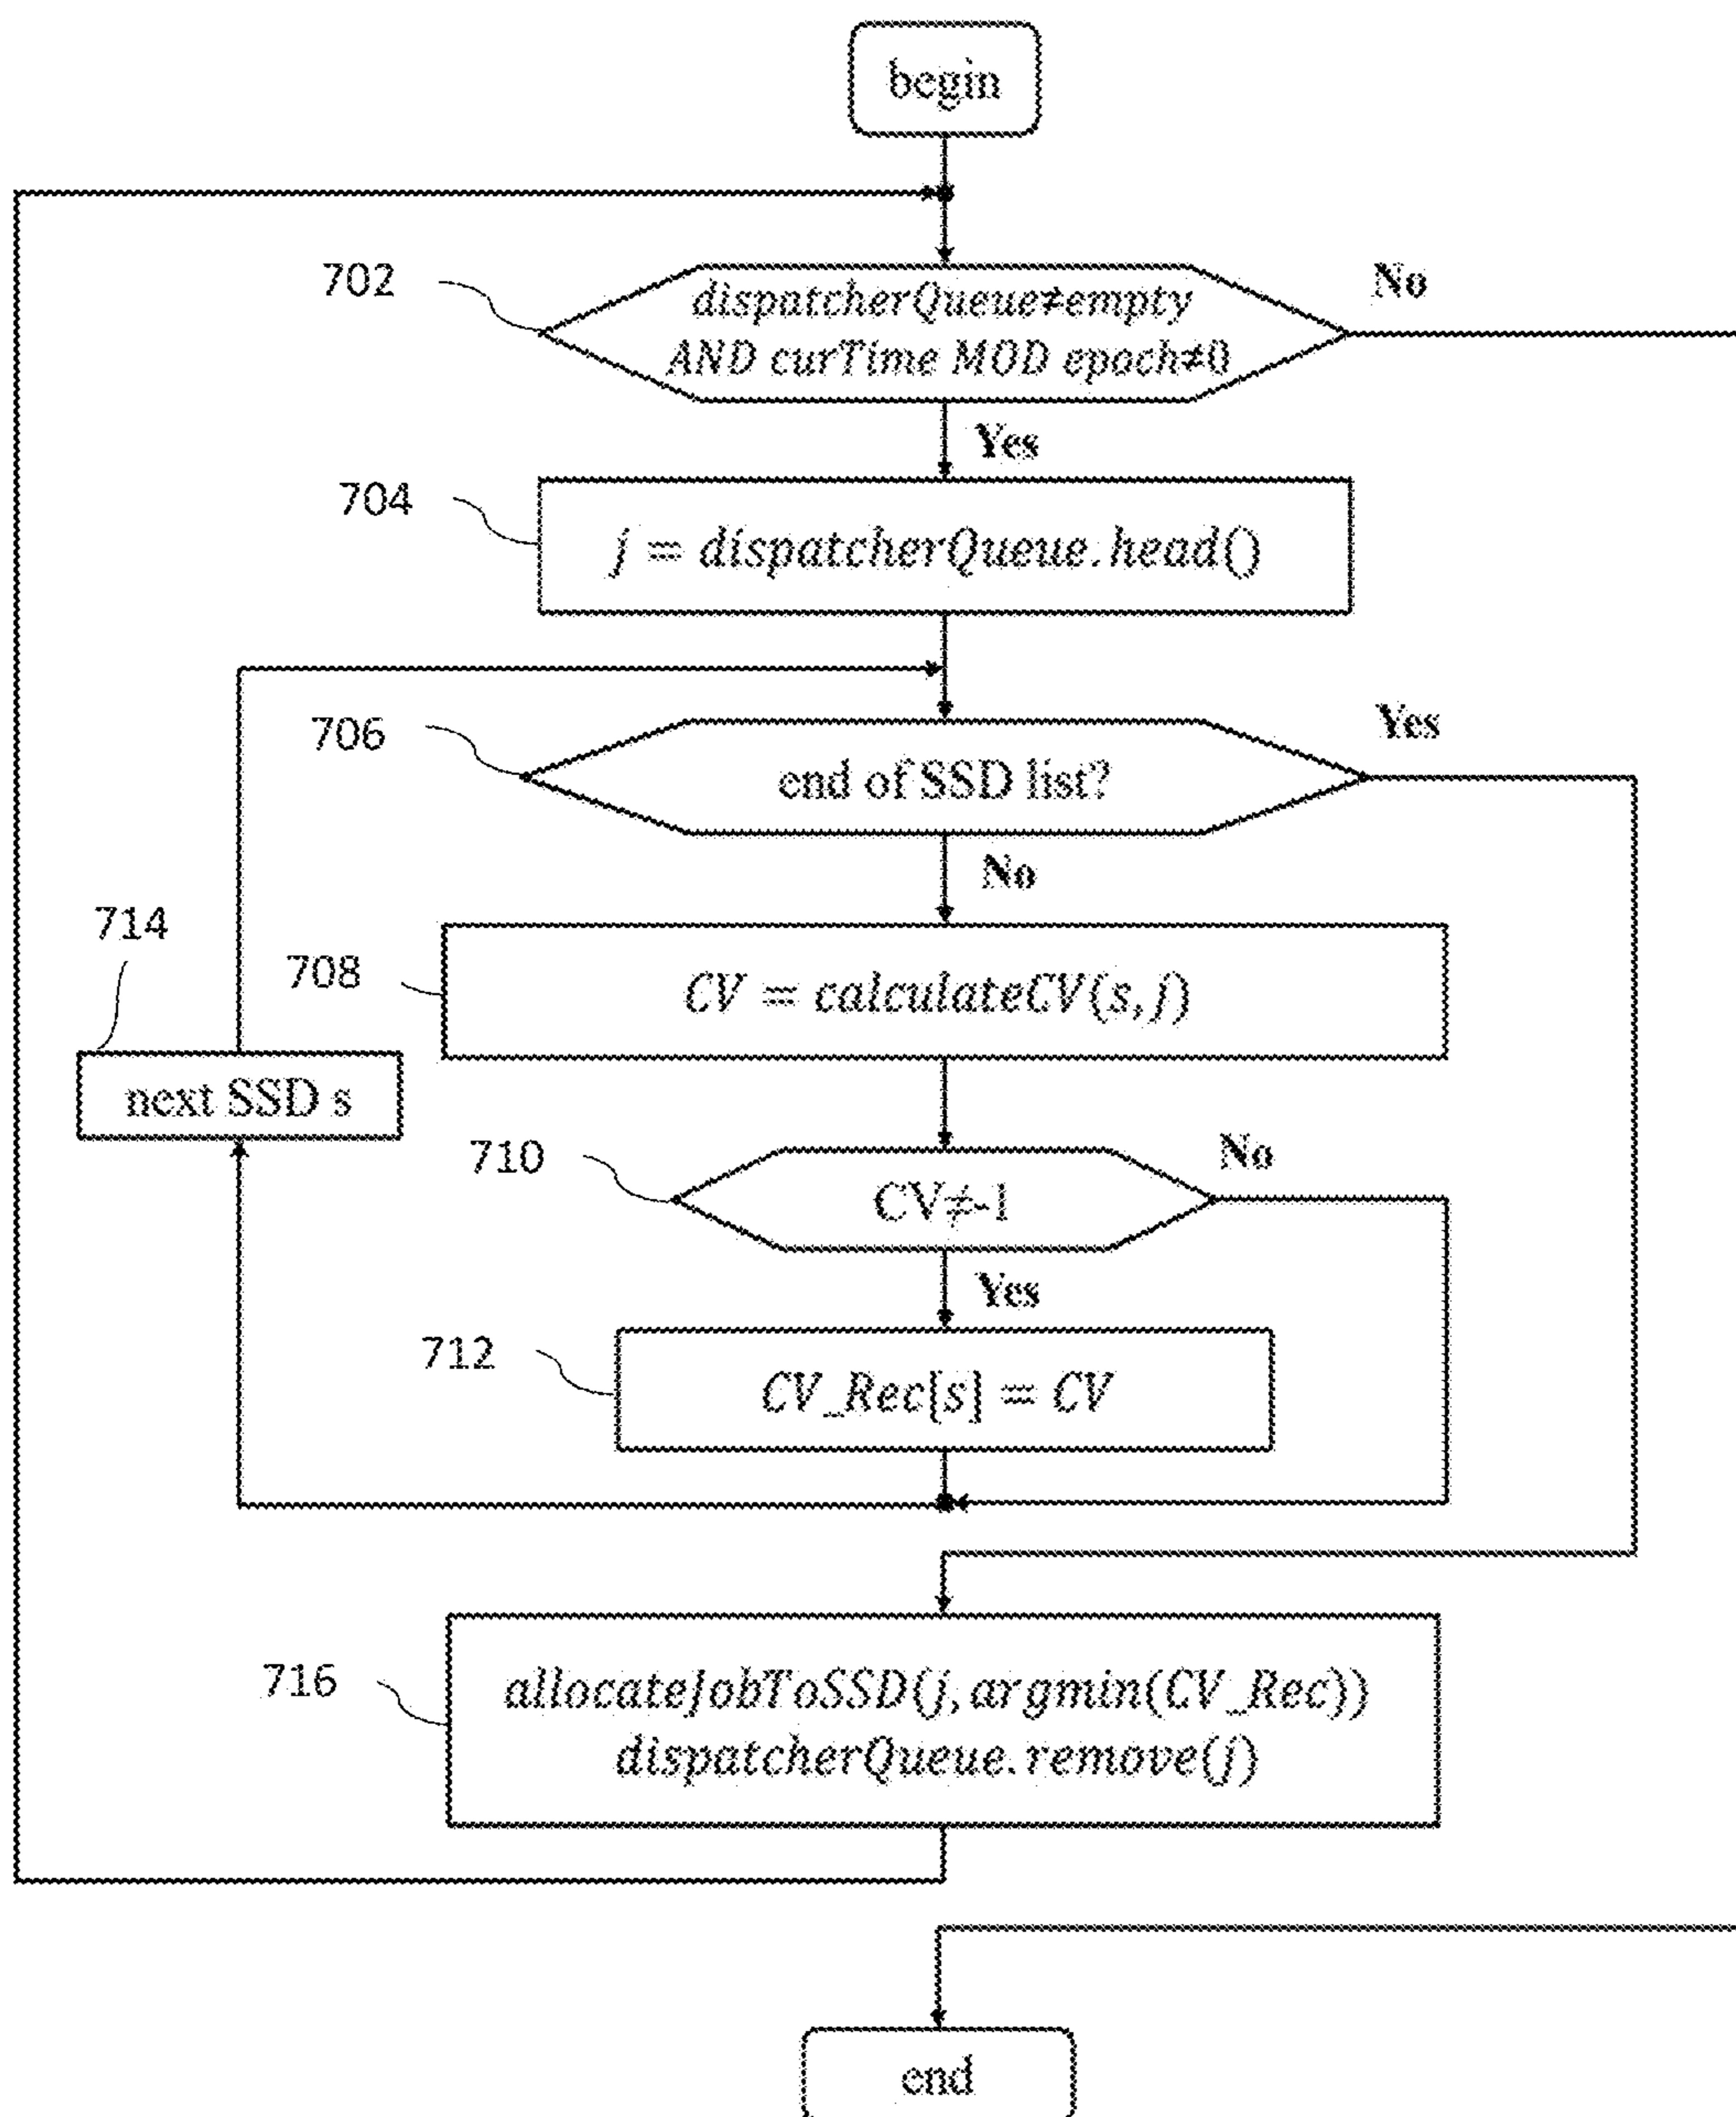 begin
702
No
dispatcherQueue≠empty
AND curTime MOD epoch≠0
Yes
704
j = dispatcherQueue.head()
706
Yes
end of SSD list?
No
714
708
CV = calculateCV(s, j)
next SSD s
710
No
CV≠-1
Yes
712
CV_Rec[s] = CV
716
allocateJobToSSD(j, argmin(CV_Rec))
dispatcherQueue.remove(j)
end